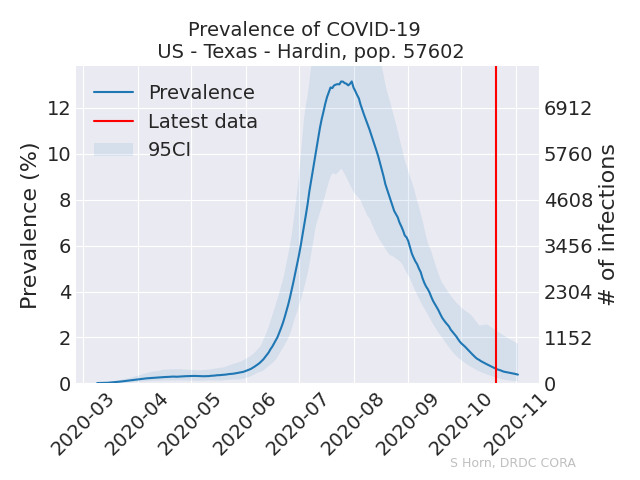 Prevalence of COVID-19
US - Texas - Hardin, pop. 57602
Prevalence
Latest data
95CI
Prevalence (%)
12
10
8
6
4
2
0
6912
5760
4608
3456
2304
1152
0
# of infections
2020-03
2020-04
2020-05
2020-06
2020-07
2020-08
2020-09
2020-10
2020-11
S Horn, DRDC CORA